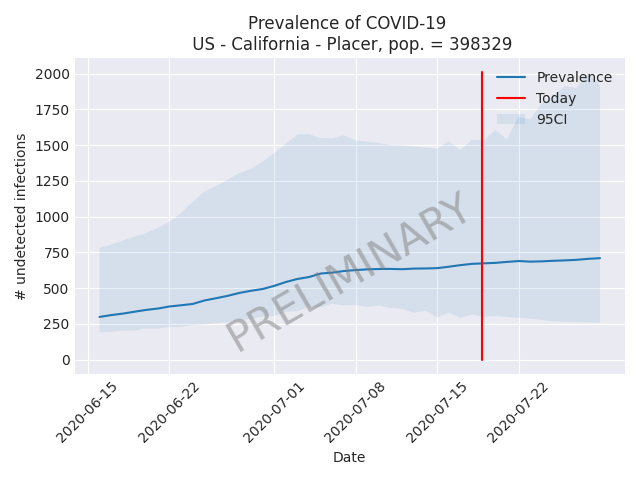 Prevalence of COVID-19
US - California - Placer, pop. = 398329
# undetected infections
2000
1750
1500
1250
1000
750
500
250
0
Prevalence
Today
95CI
PRELIMINARY
2020-06-15
2020-06-22
2020-07-01
2020-07-08
2020-07-15
2020-07-22
Date